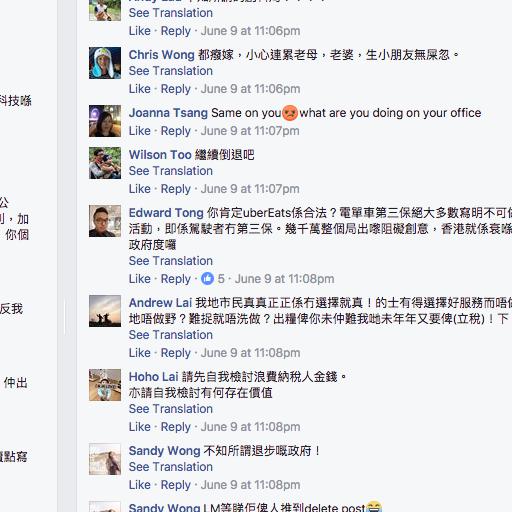 See Translation
Like · Reply · June 9 at 11:06pm
科技喺
Chris Wong 都癈嫁，小心連累老母，老婆，生小朋友無屎忽。
See Translation
Like · Reply · June 9 at 11:06pm
Joanna Tsang Same on you😡what are you doing on your office
Like · Reply · June 9 at 11:07pm
Wilson Too 繼續倒退吧
See Translation
Like · Reply · June 9 at 11:07pm
公
Edward Tong 你肯定uberEats係合法？電單車第三保絕大多數寫明不可
，加
活動，即係駕駛者冇第三保。幾千萬整個局出嚟阻礙創意，香港就係衰喺
你個
政府度囉
See Translation
Like · Reply · 5 · June 9 at 11:08pm
反我
Andrew Lai 我地市民真真正正係冇選擇就真！的士有得選擇好服務而唔
地唔做野？難捉就唔洗做？出糧俾你未仲難我哋未年年又要俾(立稅)！下
See Translation
Like · Reply · June 9 at 11:08pm
仲出
Hoho Lai 請先自我檢討浪費納稅人金錢。
亦請自我檢討有何存在價值
See Translation
Like · Reply · June 9 at 11:08pm
點寫
Sandy Wong 不知所謂退步嘅政府！
See Translation
Like · Reply · June 9 at 11:08pm
Sandy Wong LM等睇佢俾人推到delete post😂